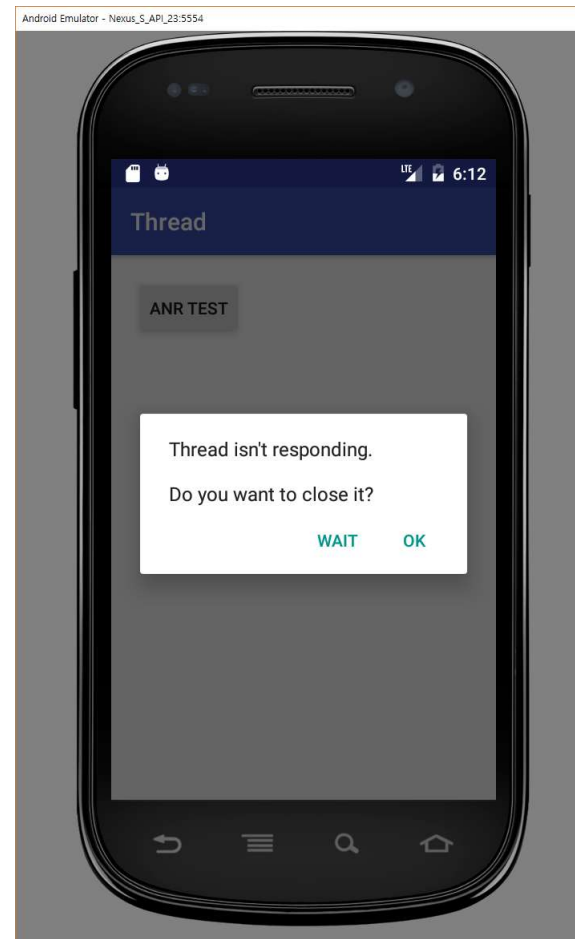 Android Emulator - Nexus_S_API_23:5554
LTE 6:12
Thread
ANR TEST
Thread isn't responding.
Do you want to close it?
WAIT OK